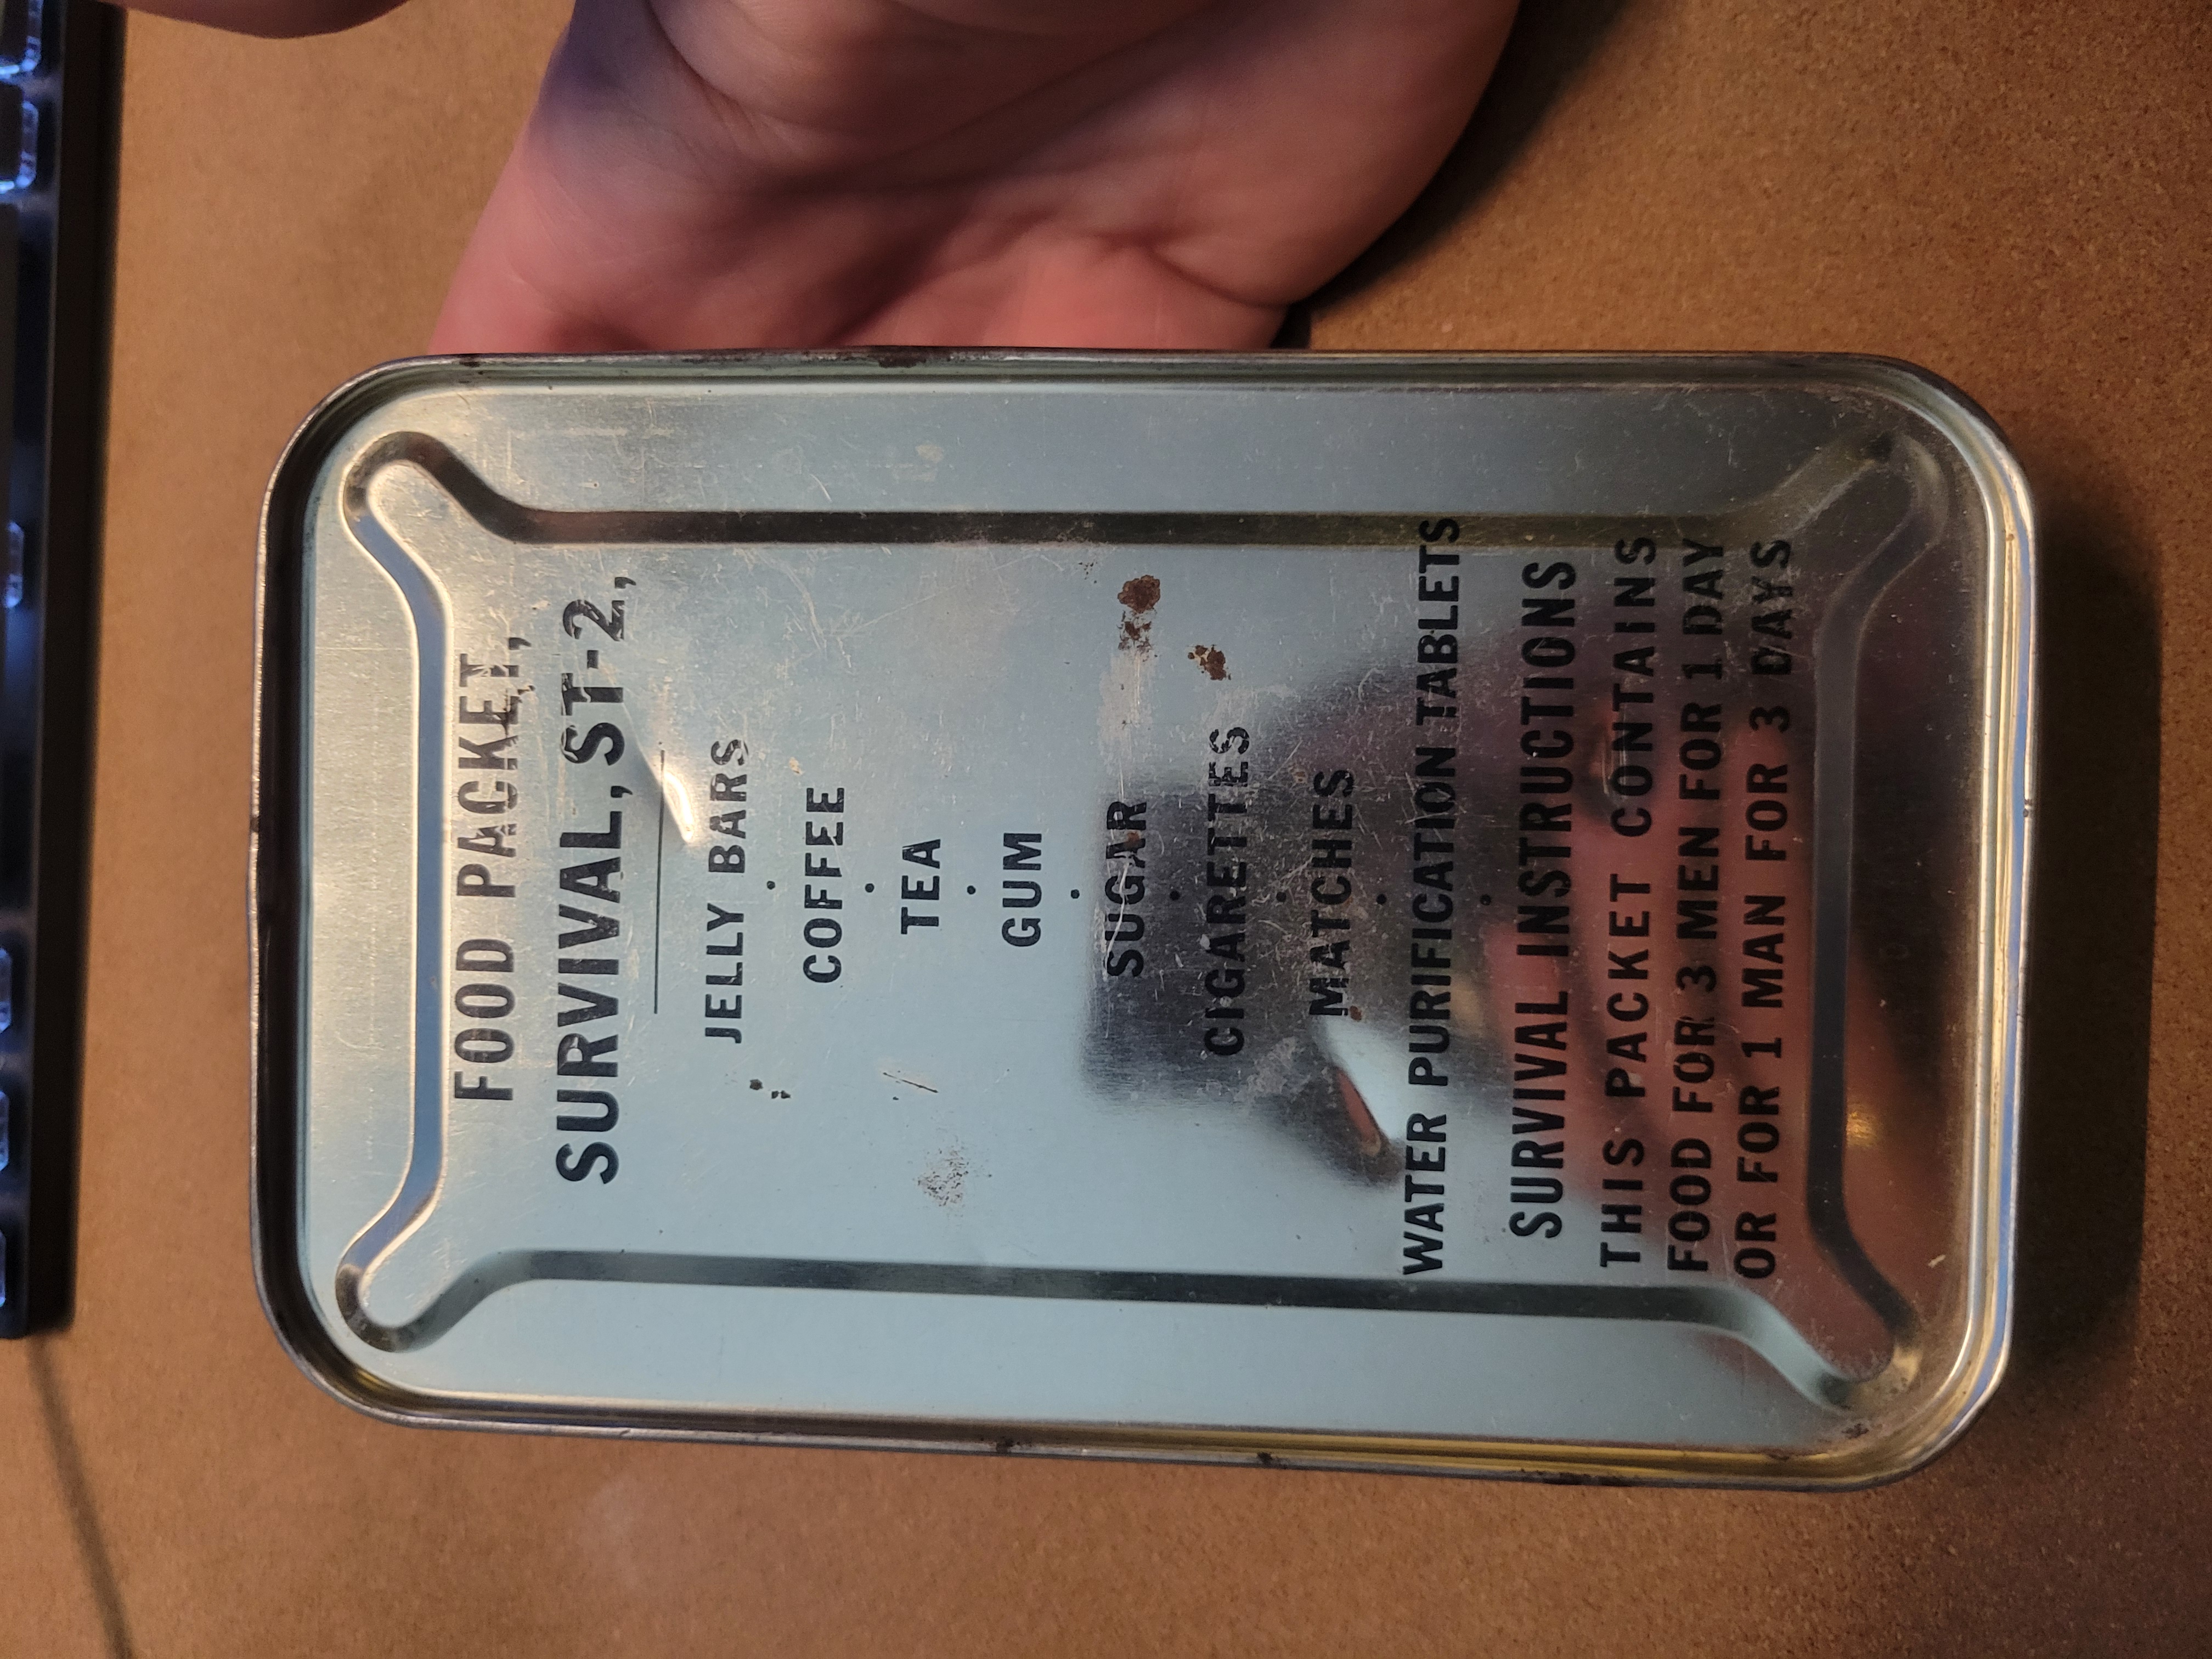 FOOD PACKET,
SURVIVAL, ST-2,
JELLY BARS
COFFEE
TEA
GUM
SUGAR
CIGARETTES
MATCHES
WATER PURIFICATION TABLETS
SURVIVAL INSTRUCTIONS
THIS PACKET CONTAINS
FOOD FOR 3 MEN FOR 1 DAY
OR FOR 1 MAN FOR 3 DAYS